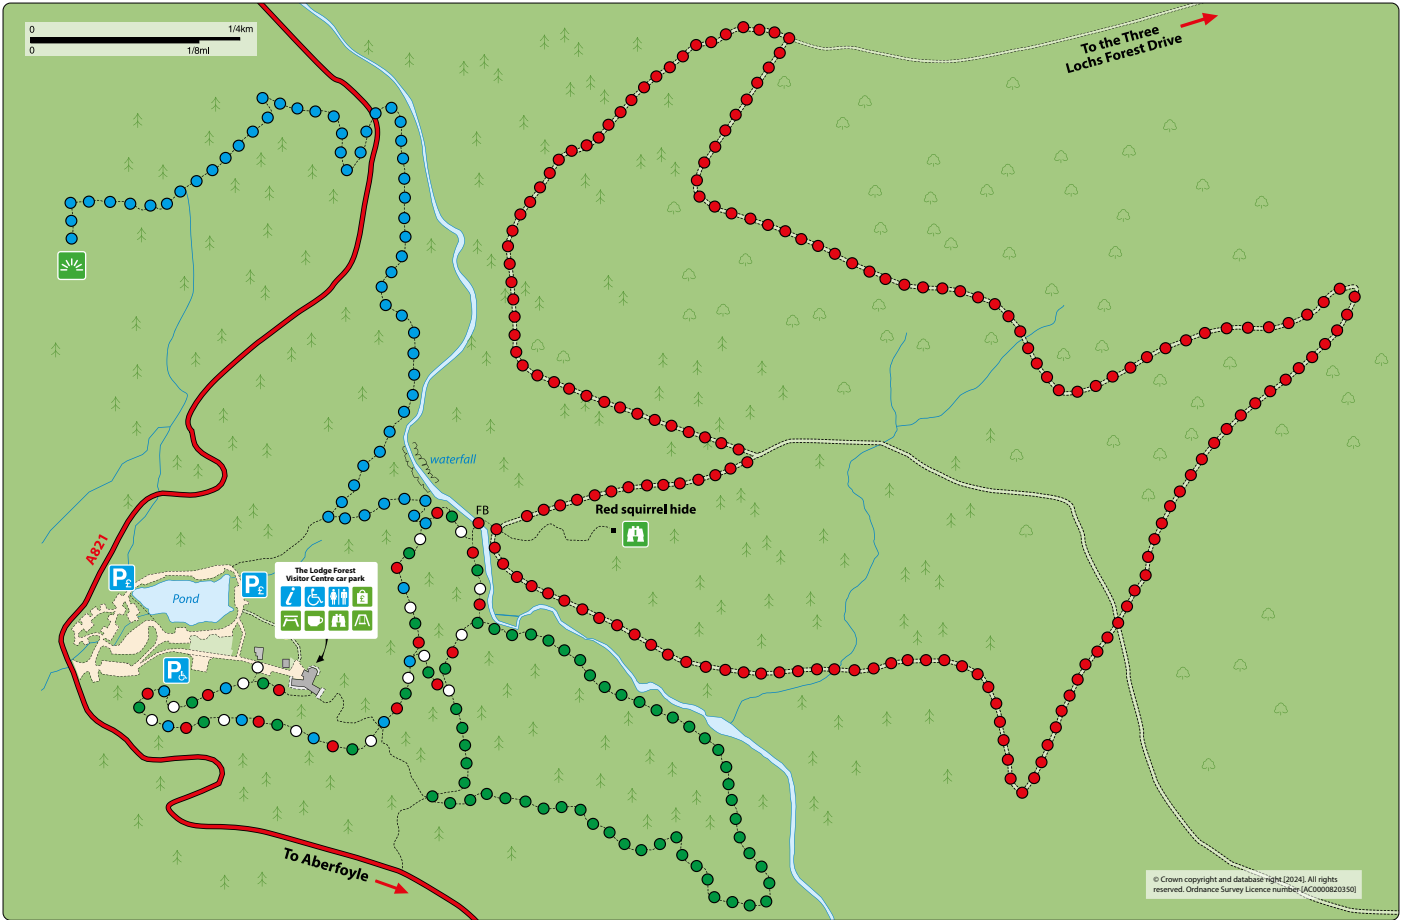 0 1/4km
0 1/8ml
To the Three
Lochs Forest Drive
waterfall
FB
Red squirrel hide
A821
P£
P£
The Lodge Forest
Visitor Centre car park
i
£
Pond
P
To Aberfoyle
© Crown copyright and database right [2024]. All rights
reserved. Ordnance Survey Licence number [AC0000820350]